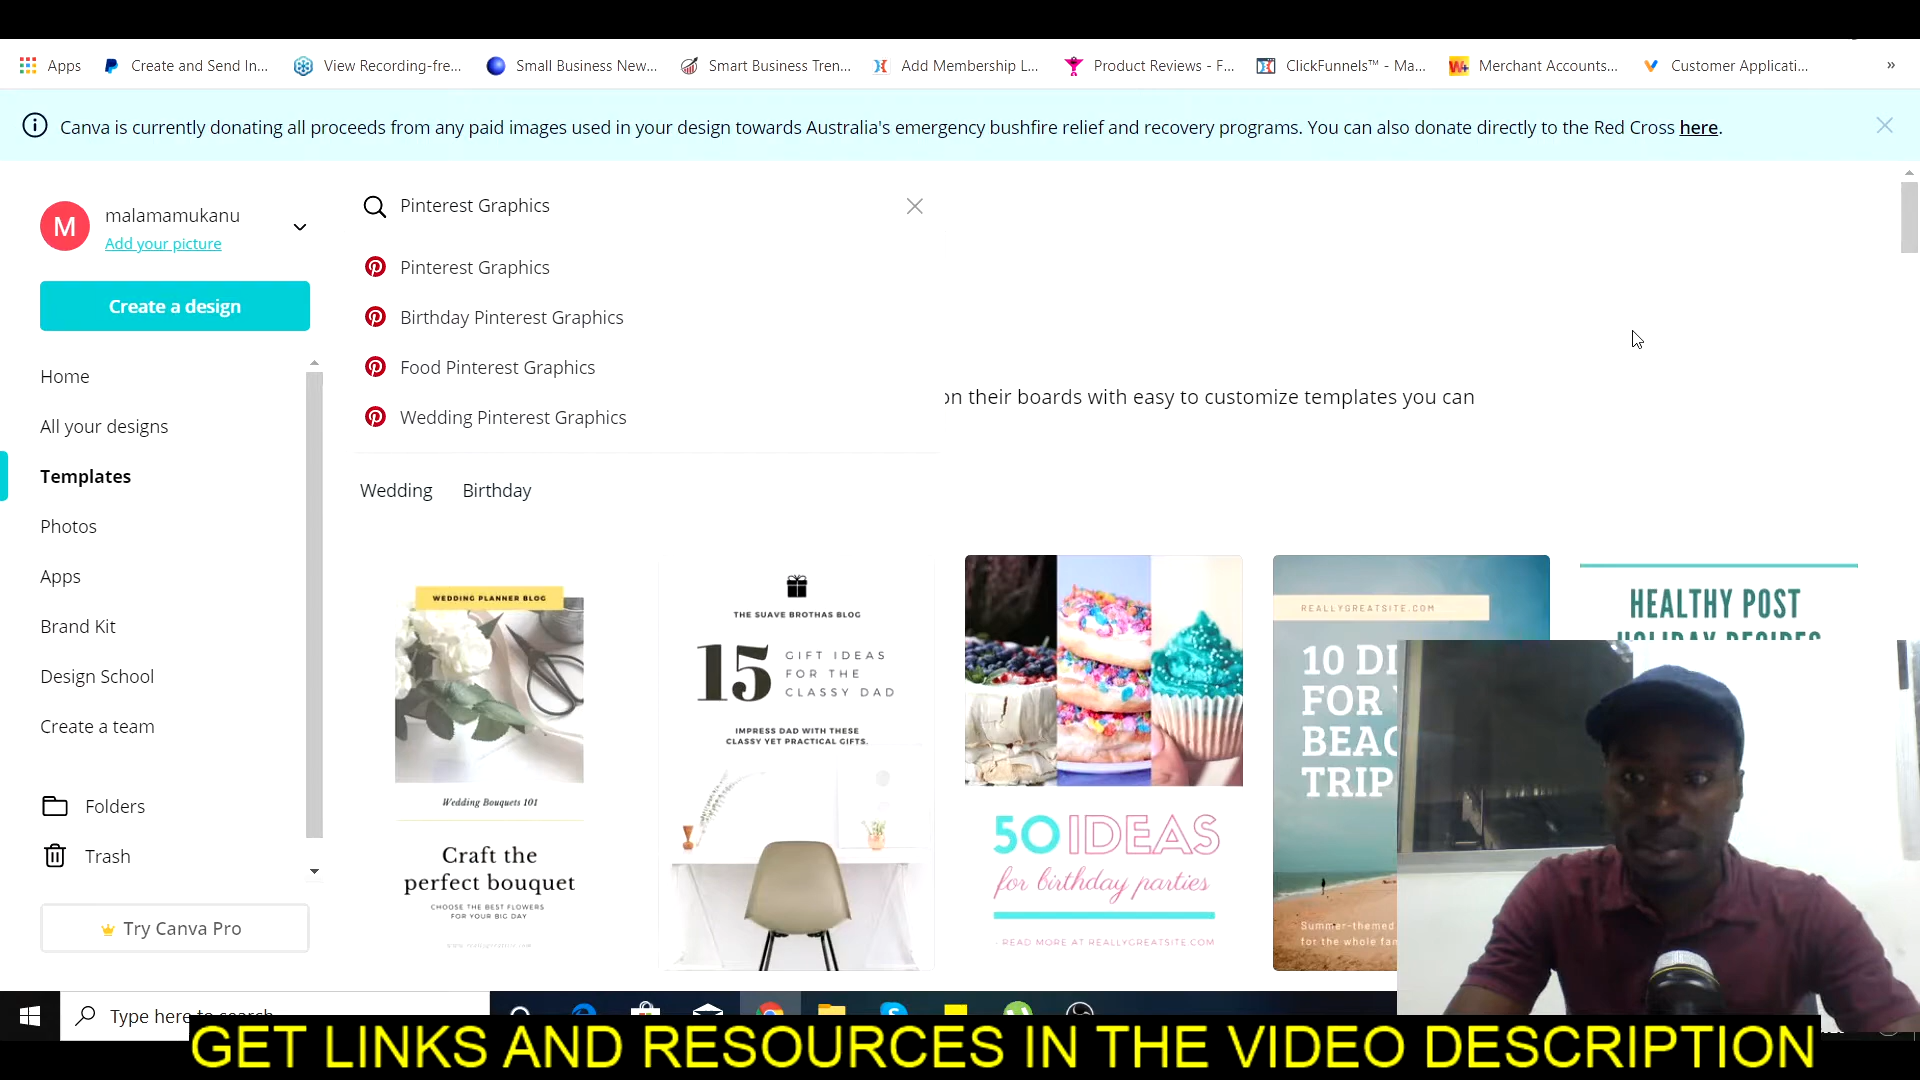 Apps
Create and Send In...
View Recording-fre...
Small Business New...
Smart Business Tren...
Add Membership L...
Product Reviews - F...
ClickFunnels™ - Ma...
Merchant Accounts...
Customer Applicati...
»
Canva is currently donating all proceeds from any paid images used in your design towards Australia's emergency bushfire relief and recovery programs. You can also donate directly to the Red Cross here.
M
malamamukanu
Add your picture
Create a design
Home
All your designs
Templates
Photos
Apps
Brand Kit
Design School
Create a team
Folders
Trash
Try Canva Pro
Pinterest Graphics
Pinterest Graphics
Birthday Pinterest Graphics
Food Pinterest Graphics
Wedding Pinterest Graphics
on their boards with easy to customize templates you can
Wedding
Birthday
WEDDING PLANNER BLOG
Wedding Bouquets 101
Craft the
perfect bouquet
CHOOSE THE BEST FLOWERS
FOR YOUR BIG DAY
THE SUAVE BROTHAS BLOG
15
GIFT IDEAS
FOR THE
CLASSY DAD
IMPRESS DAD WITH THESE
CLASSY YET PRACTICAL GIFTS.
50 IDEAS
for birthday parties
- READ MORE AT REALLYGREATSITE.COM
REALLYGREATSITE.COM
10 DI
FOR
BEAC
TRIP
Summer-themed
for the whole fam
HEALTHY POST
HOLIDAY RECIPES
Type here to search
GET LINKS AND RESOURCES IN THE VIDEO DESCRIPTION